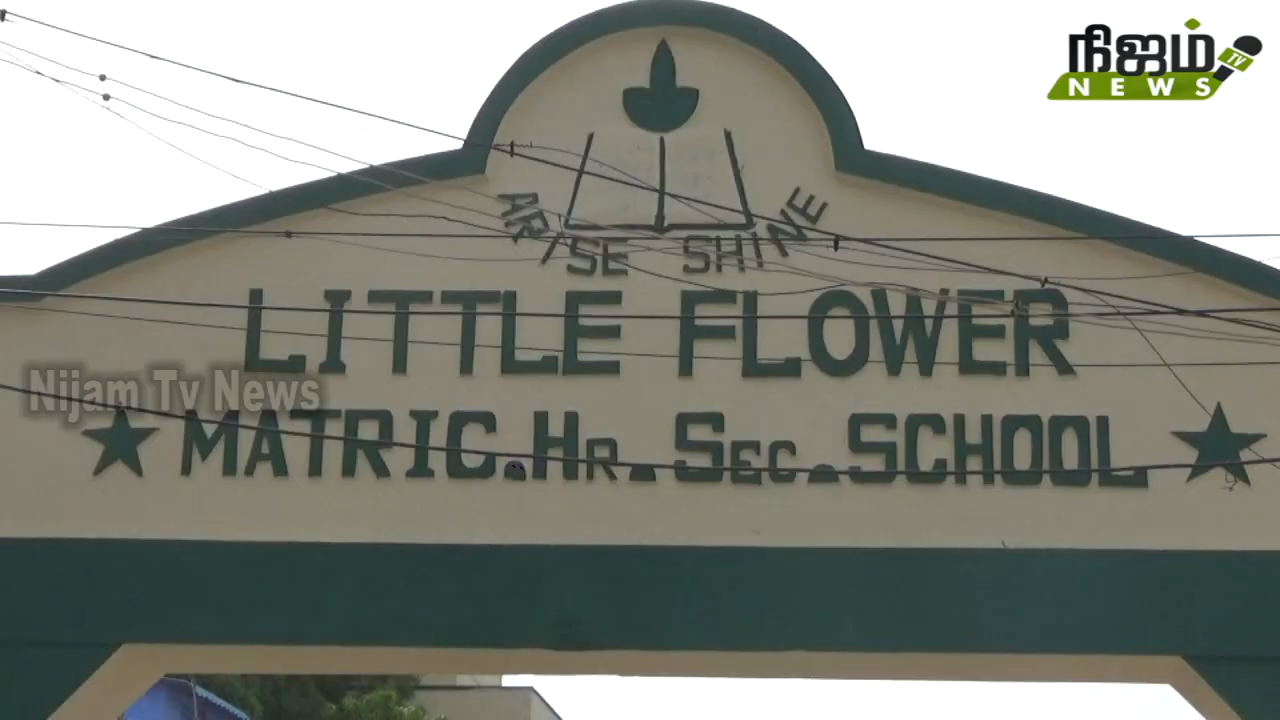 நிஜம்
TV
NEWS
ARISE SHINE
LITTLE FLOWER
Nijam Tv News
★ MATRIC. HR. SEC. SCHOOL ★